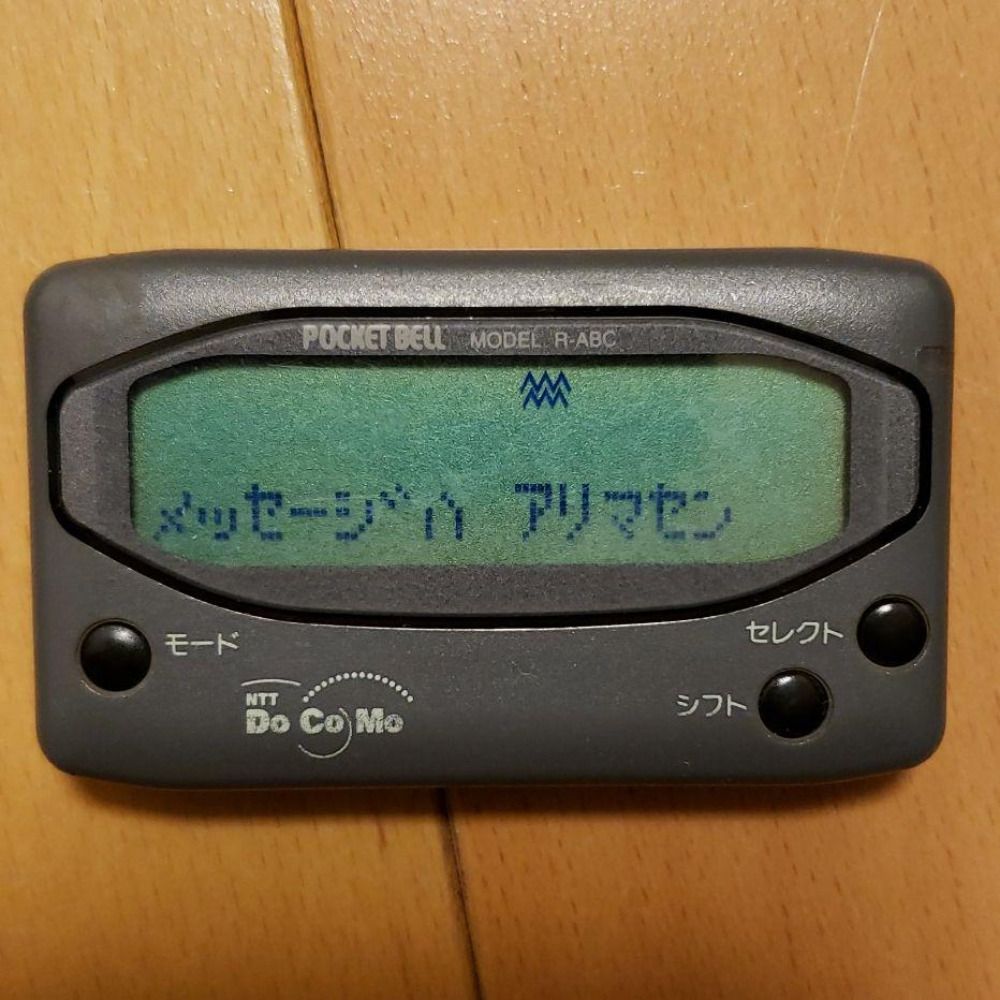 POCKET BELL MODEL R-ABC
メッセージハ アリマセン
モード
セレクト
シフト
NTT
DoCoMo